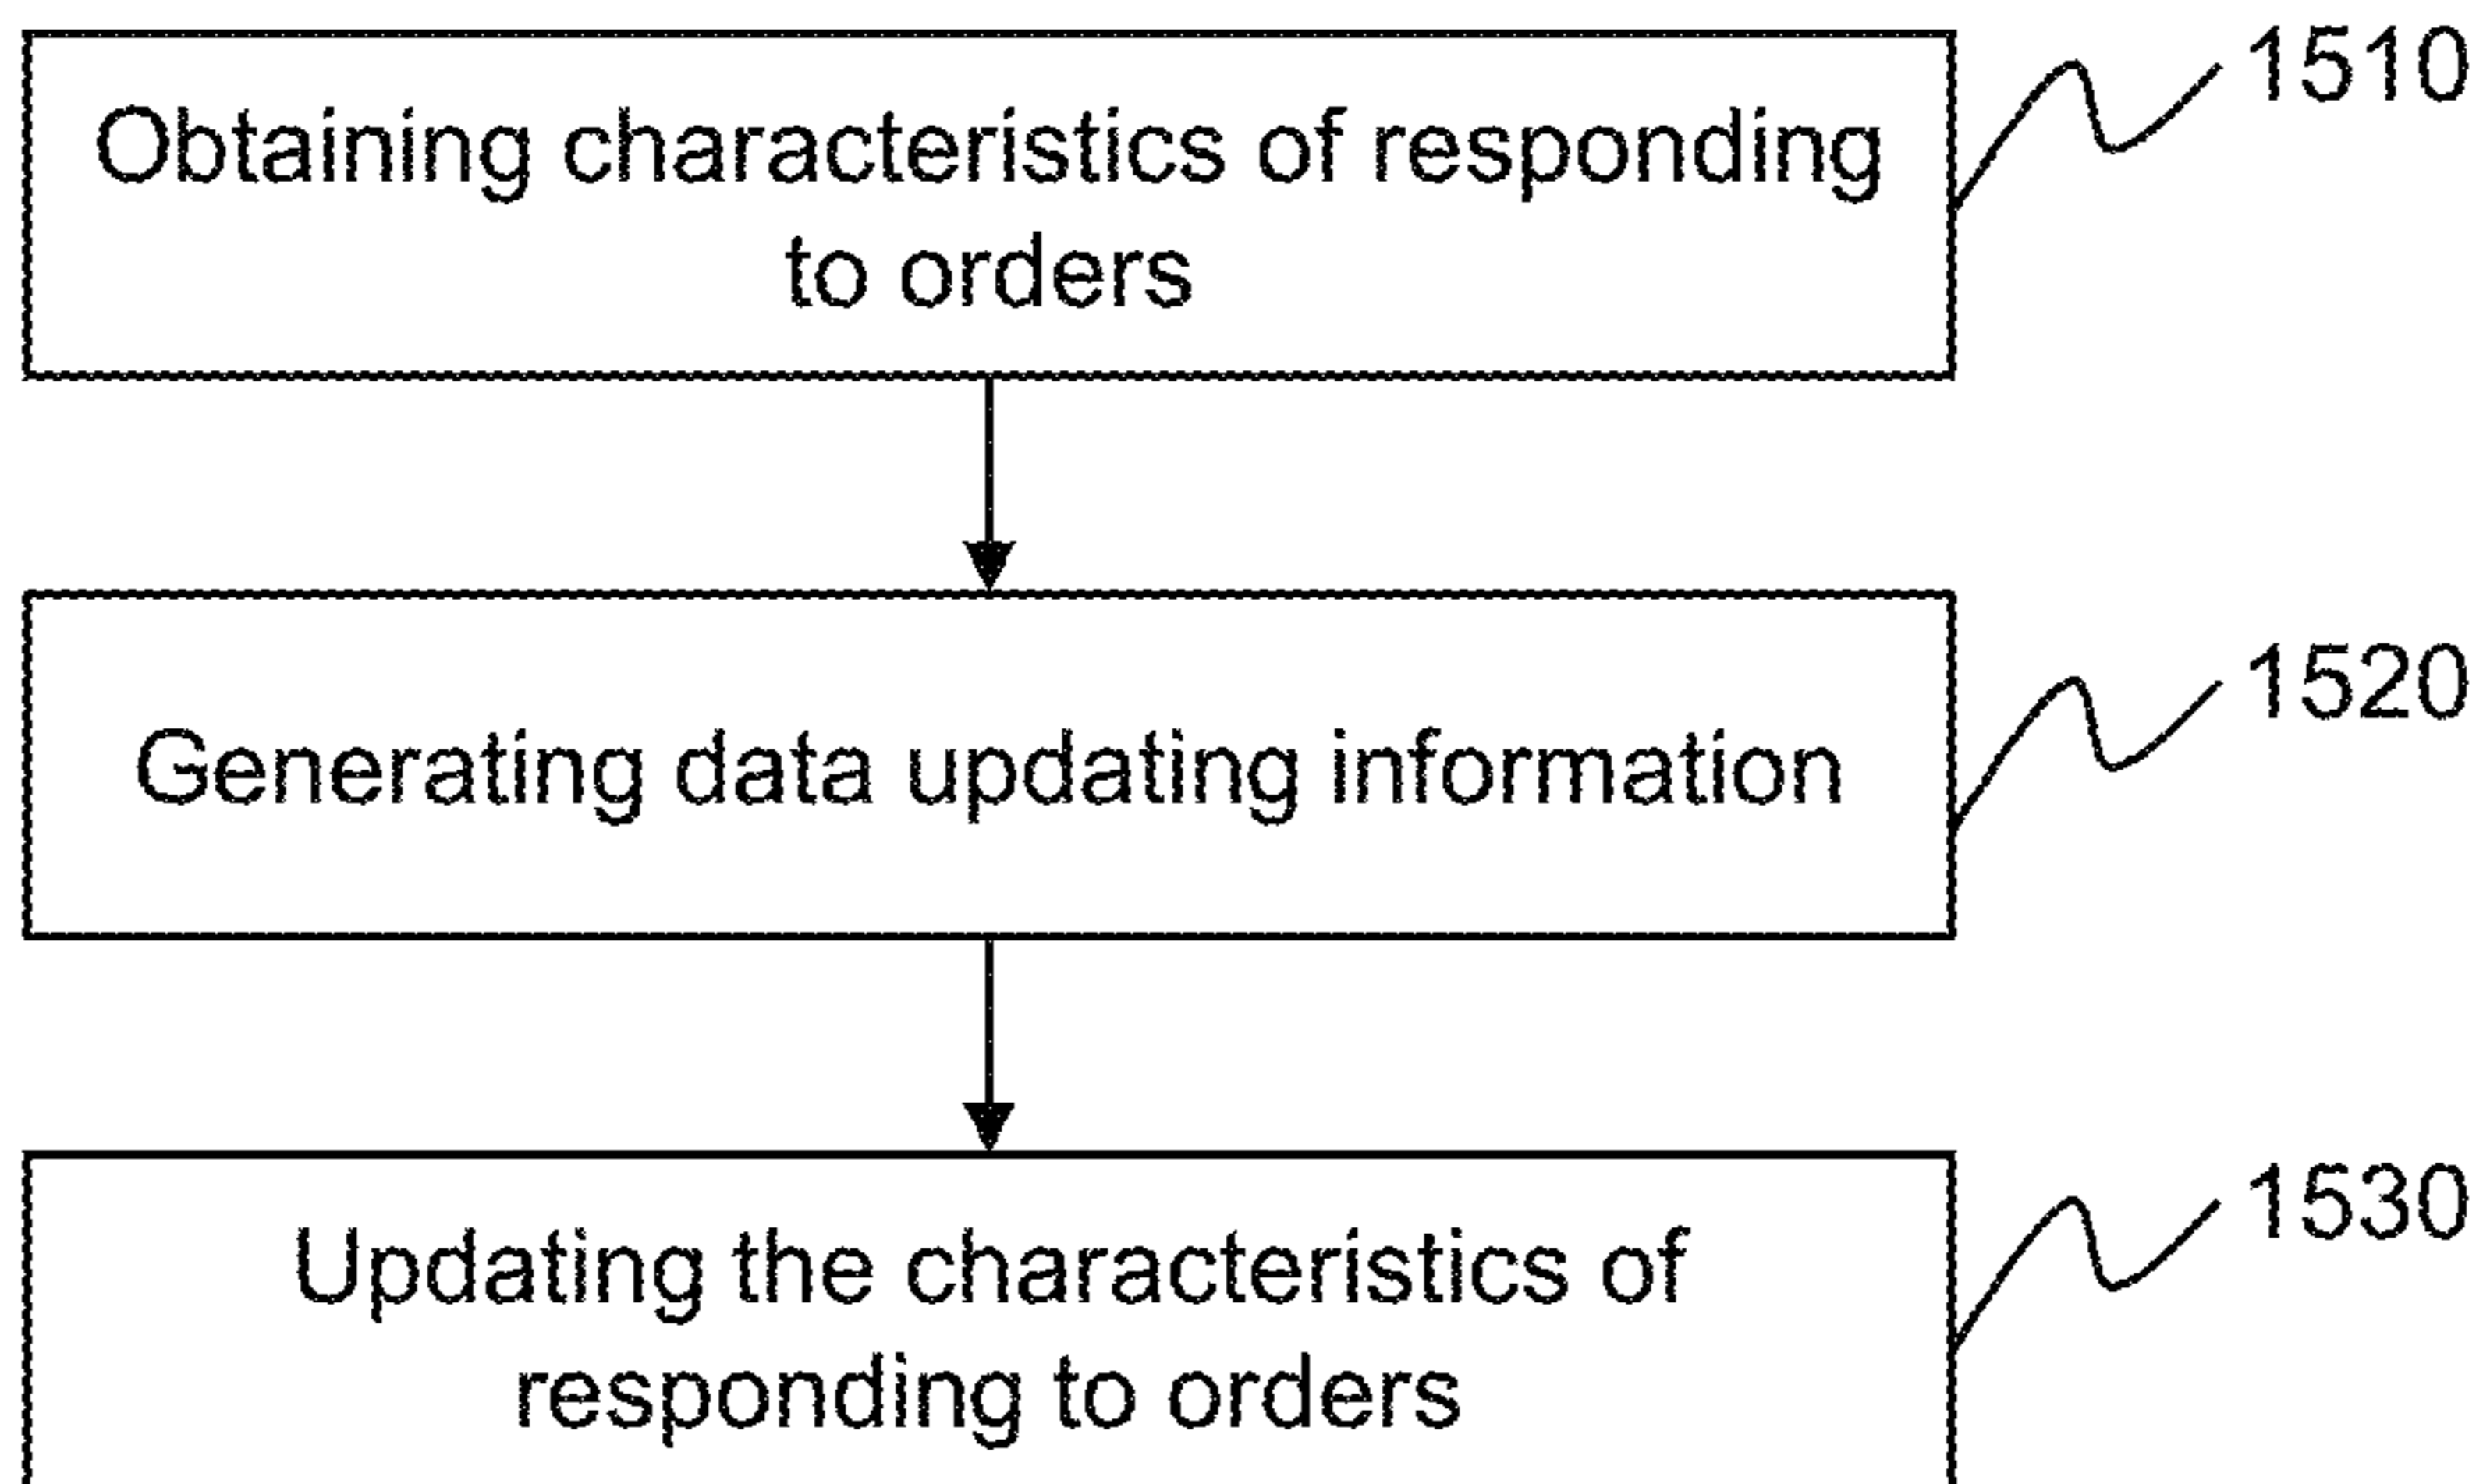 Obtaining characteristics of responding
to orders
1510
Generating data updating information
1520
Updating the characteristics of
responding to orders
1530